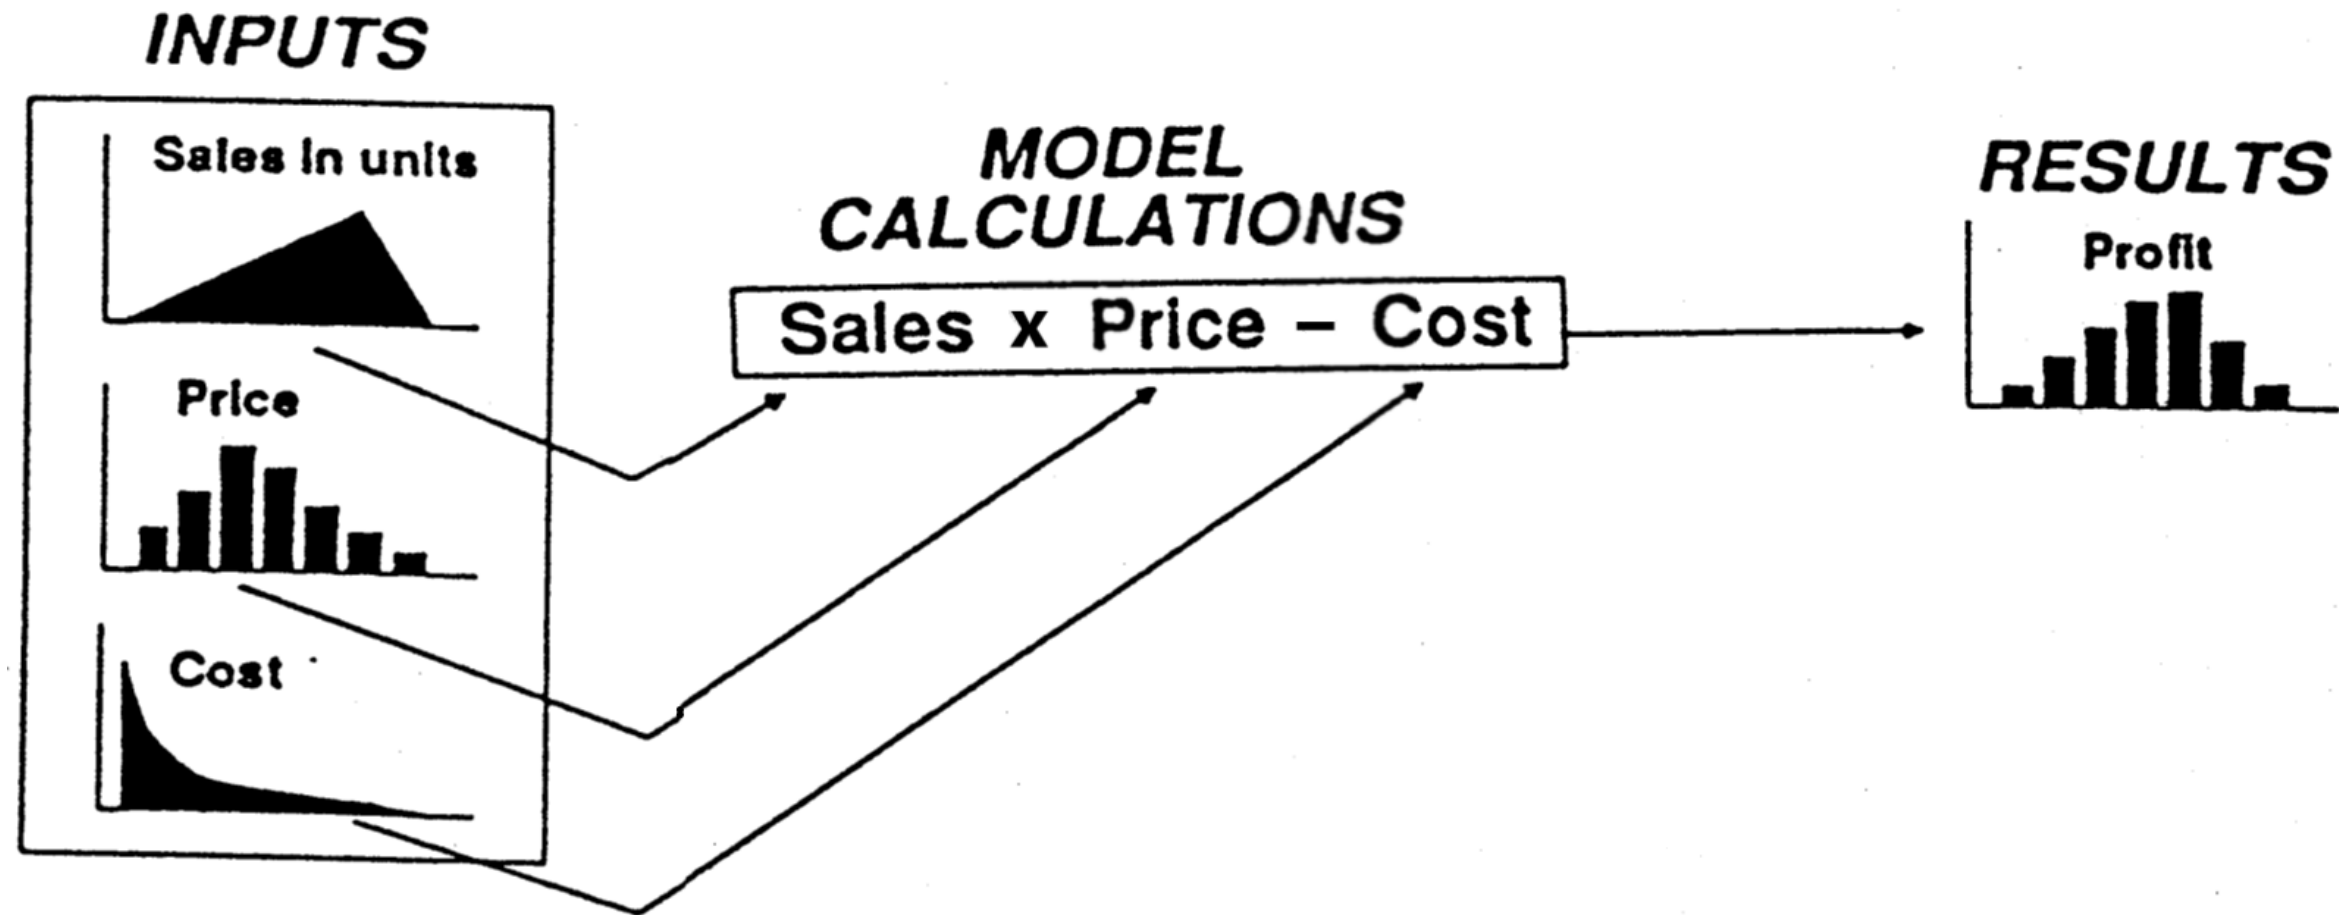 INPUTS
Sales in units
Price
Cost
MODEL
CALCULATIONS
Sales x Price – Cost
RESULTS
Profit